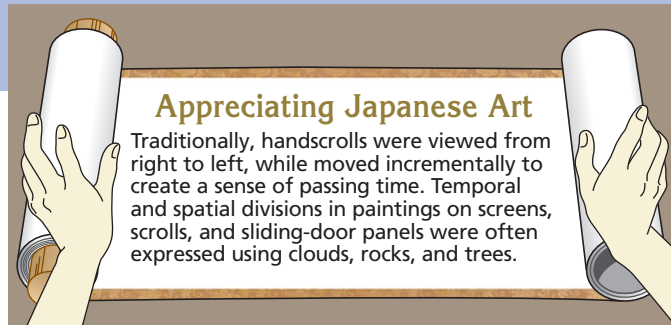 Appreciating Japanese Art
Traditionally, handscrolls were viewed from
right to left, while moved incrementally to
create a sense of passing time. Temporal
and spatial divisions in paintings on screens,
scrolls, and sliding-door panels were often
expressed using clouds, rocks, and trees.